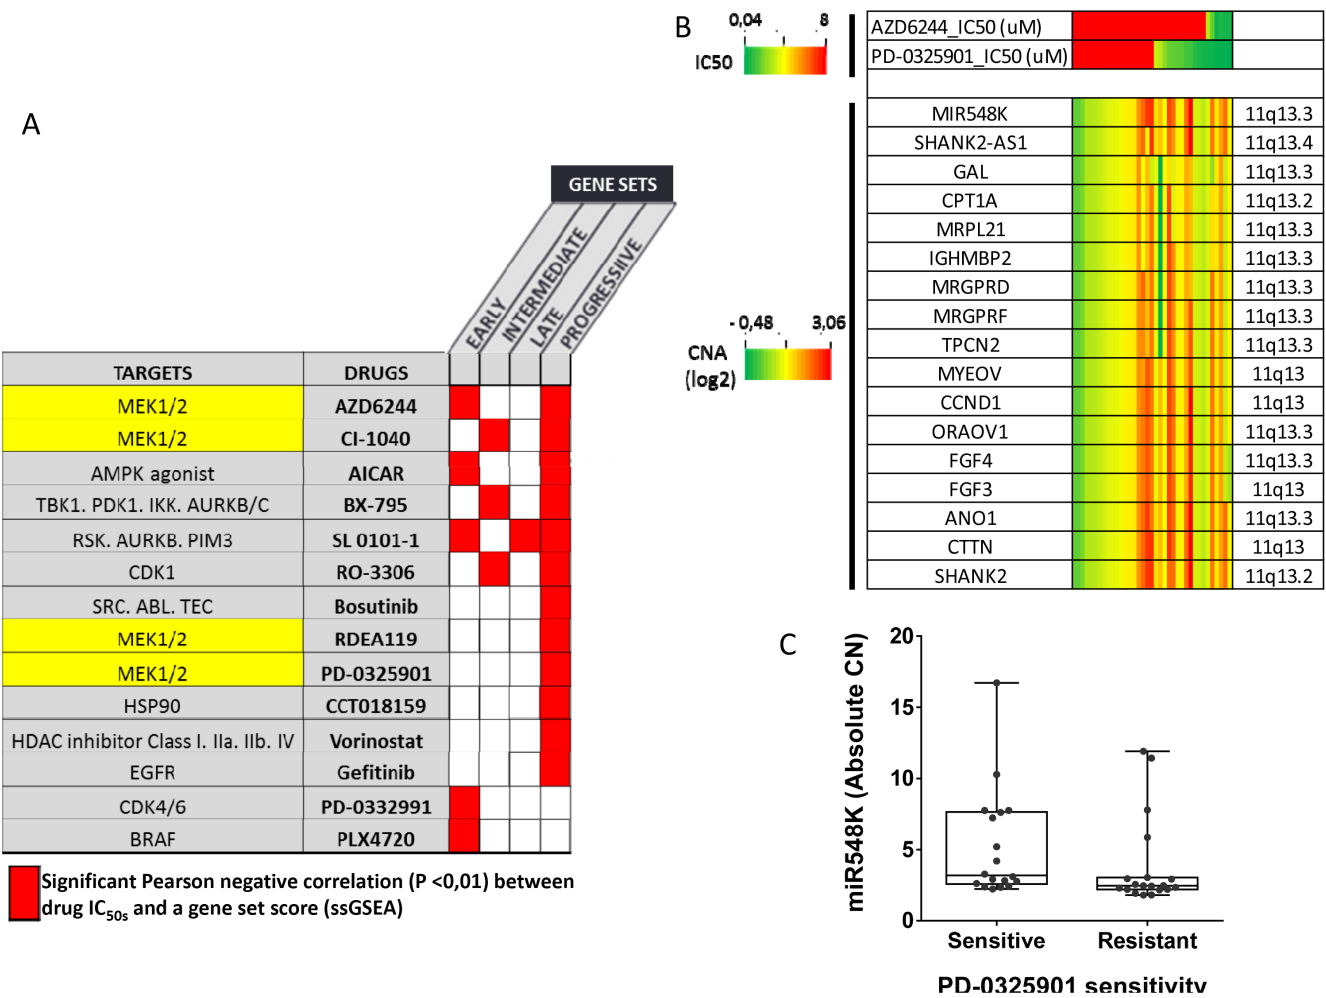 A
GENE SETS
EARLY
INTERMEDIATE
LATE
PROGRESSIIVE
TARGETS DRUGS
MEK1/2 AZD6244
MEK1/2 CI-1040
AMPK agonist AICAR
TBK1. PDK1. IKK. AURKB/C BX-795
RSK. AURKB. PIM3 SL 0101-1
CDK1 RO-3306
SRC. ABL. TEC Bosutinib
MEK1/2 RDEA119
MEK1/2 PD-0325901
HSP90 CCT018159
HDAC inhibitor Class I. IIa. IIb. IV Vorinostat
EGFR Gefitinib
CDK4/6 PD-0332991
BRAF PLX4720
Significant Pearson negative correlation (P <0,01) between
drug IC50s and a gene set score (ssGSEA)
B
0,04 8
IC50
AZD6244_IC50 (uM)
PD-0325901_IC50 (uM)
- 0,48 3,06
CNA
(log2)
MIR548K 11q13.3
SHANK2-AS1 11q13.4
GAL 11q13.3
CPT1A 11q13.2
MRPL21 11q13.3
IGHMBP2 11q13.3
MRGPRD 11q13.3
MRGPRF 11q13.3
TPCN2 11q13.3
MYEOV 11q13
CCND1 11q13
ORAOV1 11q13.3
FGF4 11q13.3
FGF3 11q13
ANO1 11q13.3
CTTN 11q13
SHANK2 11q13.2
C
miR548K (Absolute CN)
20
15
10
5
0
Sensitive Resistant
PD-0325901 sensitivity